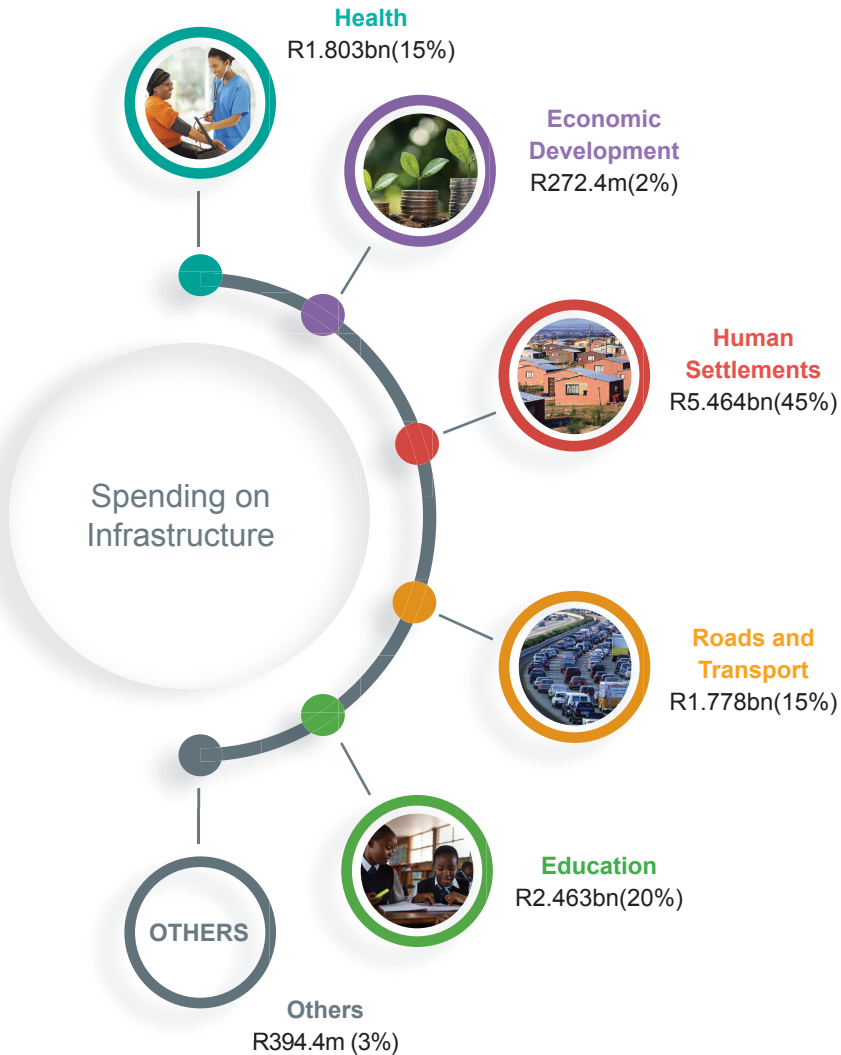 Health
R1.803bn(15%)
Economic
Development
R272.4m(2%)
Human
Settlements
R5.464bn(45%)
Spending on
Infrastructure
Roads and
Transport
R1.778bn(15%)
Education
R2.463bn(20%)
OTHERS
Others
R394.4m (3%)